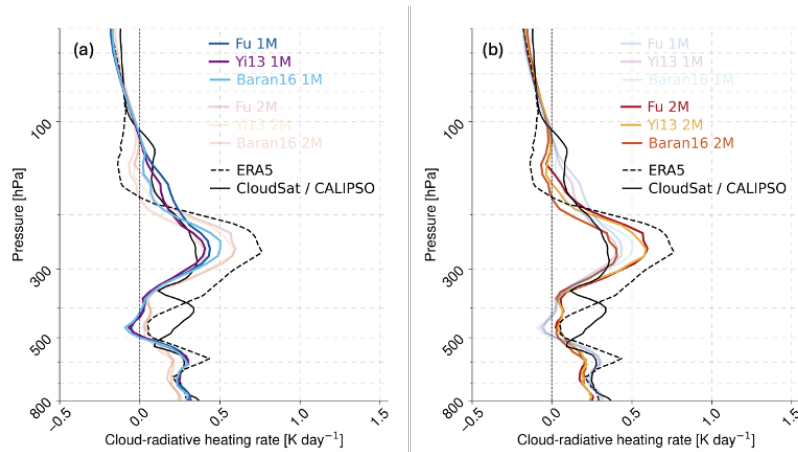 (a)
Fu 1M
Yi13 1M
Baran16 1M
Fu 2M
Yi13 2M
Baran16 2M
ERA5
CloudSat / CALIPSO
Pressure [hPa]
100
300
500
800
-0.5
0.0
0.5
1.0
1.5
Cloud-radiative heating rate [K day⁻¹]
(b)
Fu 1M
Yi13 1M
Baran16 1M
Fu 2M
Yi13 2M
Baran16 2M
ERA5
CloudSat / CALIPSO
Pressure [hPa]
100
300
500
800
-0.5
0.0
0.5
1.0
1.5
Cloud-radiative heating rate [K day⁻¹]